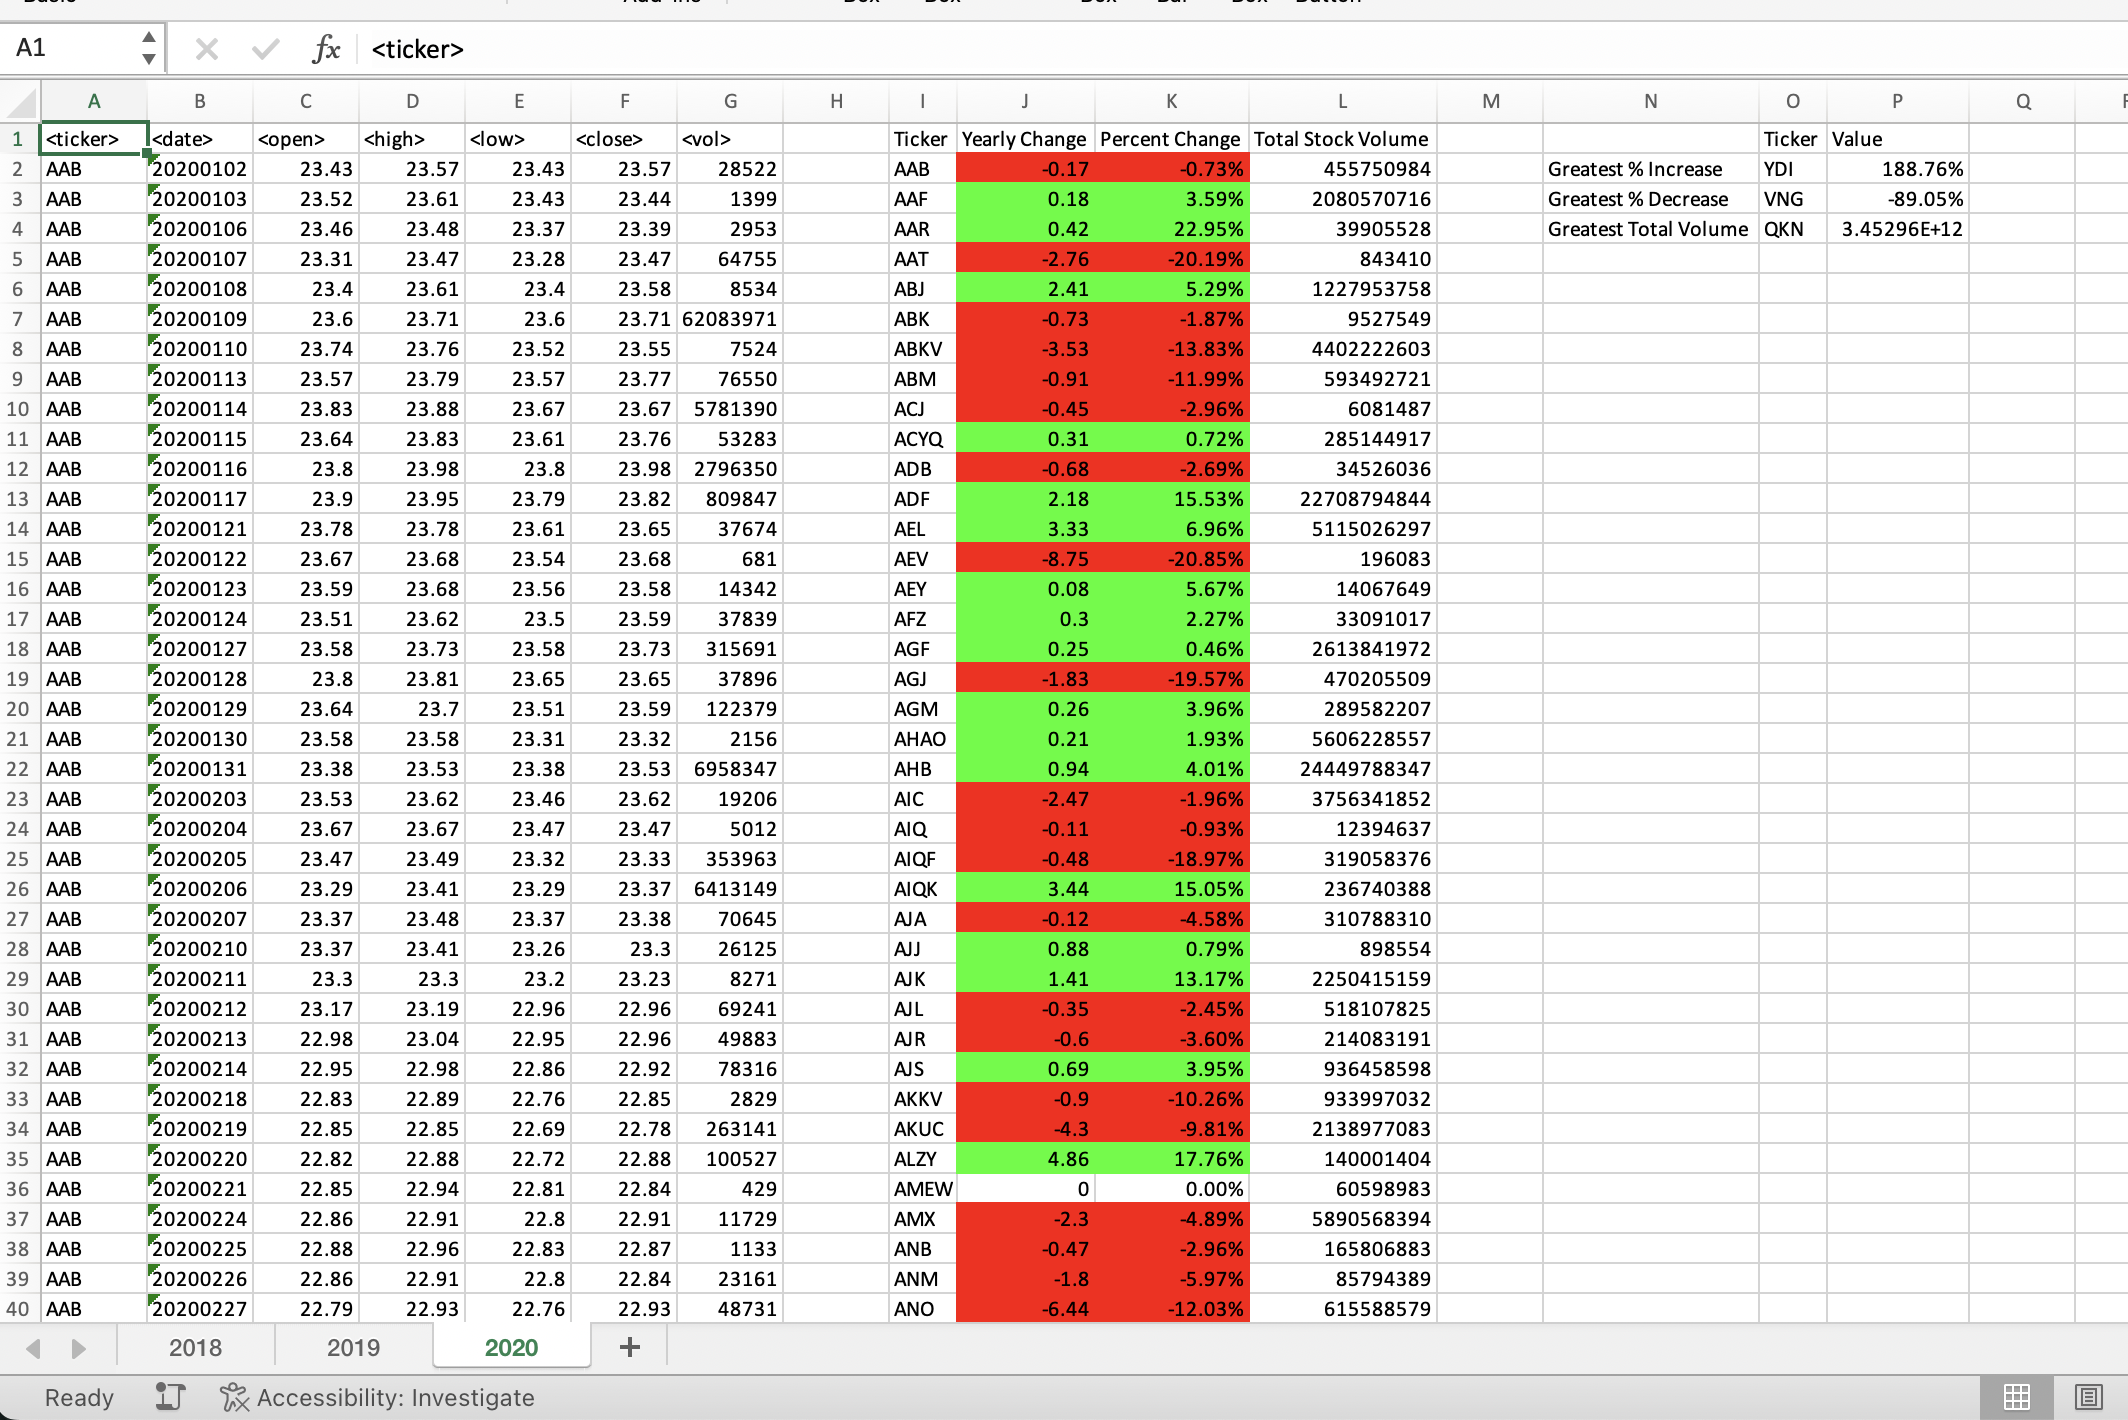 A1 fx <ticker>
A B C D E F G H I J K L M N O P Q
1 <ticker> <date> <open> <high> <low> <close> <vol> Ticker Yearly Change Percent Change Total Stock Volume Ticker Value
2 AAB 20200102 23.43 23.57 23.43 23.57 28522 AAB -0.17 -0.73% 455750984 Greatest % Increase YDI 188.76%
3 AAB 20200103 23.52 23.61 23.43 23.44 1399 AAF 0.18 3.59% 2080570716 Greatest % Decrease VNG -89.05%
4 AAB 20200106 23.46 23.48 23.37 23.39 2953 AAR 0.42 22.95% 39905528 Greatest Total Volume QKN 3.45296E+12
5 AAB 20200107 23.31 23.47 23.28 23.47 64755 AAT -2.76 -20.19% 843410
6 AAB 20200108 23.4 23.61 23.4 23.58 8534 ABJ 2.41 5.29% 1227953758
7 AAB 20200109 23.6 23.71 23.6 23.71 62083971 ABK -0.73 -1.87% 9527549
8 AAB 20200110 23.74 23.76 23.52 23.55 7524 ABKV -3.53 -13.83% 4402222603
9 AAB 20200113 23.57 23.79 23.57 23.77 76550 ABM -0.91 -11.99% 593492721
10 AAB 20200114 23.83 23.88 23.67 23.67 5781390 ACJ -0.45 -2.96% 6081487
11 AAB 20200115 23.64 23.83 23.61 23.76 53283 ACYQ 0.31 0.72% 285144917
12 AAB 20200116 23.8 23.98 23.8 23.98 2796350 ADB -0.68 -2.69% 34526036
13 AAB 20200117 23.9 23.95 23.79 23.82 809847 ADF 2.18 15.53% 22708794844
14 AAB 20200121 23.78 23.78 23.61 23.65 37674 AEL 3.33 6.96% 5115026297
15 AAB 20200122 23.67 23.68 23.54 23.68 681 AEV -8.75 -20.85% 196083
16 AAB 20200123 23.59 23.68 23.56 23.58 14342 AEY 0.08 5.67% 14067649
17 AAB 20200124 23.51 23.62 23.5 23.59 37839 AFZ 0.3 2.27% 33091017
18 AAB 20200127 23.58 23.73 23.58 23.73 315691 AGF 0.25 0.46% 2613841972
19 AAB 20200128 23.8 23.81 23.65 23.65 37896 AGJ -1.83 -19.57% 470205509
20 AAB 20200129 23.64 23.7 23.51 23.59 122379 AGM 0.26 3.96% 289582207
21 AAB 20200130 23.58 23.58 23.31 23.32 2156 AHAO 0.21 1.93% 5606228557
22 AAB 20200131 23.38 23.53 23.38 23.53 6958347 AHB 0.94 4.01% 24449788347
23 AAB 20200203 23.53 23.62 23.46 23.62 19206 AIC -2.47 -1.96% 3756341852
24 AAB 20200204 23.67 23.67 23.47 23.47 5012 AIQ -0.11 -0.93% 12394637
25 AAB 20200205 23.47 23.49 23.32 23.33 353963 AIQF -0.48 -18.97% 319058376
26 AAB 20200206 23.29 23.41 23.29 23.37 6413149 AIQK 3.44 15.05% 236740388
27 AAB 20200207 23.37 23.48 23.37 23.38 70645 AJA -0.12 -4.58% 310788310
28 AAB 20200210 23.37 23.41 23.26 23.3 26125 AJJ 0.88 0.79% 898554
29 AAB 20200211 23.3 23.3 23.2 23.23 8271 AJK 1.41 13.17% 2250415159
30 AAB 20200212 23.17 23.19 22.96 22.96 69241 AJL -0.35 -2.45% 518107825
31 AAB 20200213 22.98 23.04 22.95 22.96 49883 AJR -0.6 -3.60% 214083191
32 AAB 20200214 22.95 22.98 22.86 22.92 78316 AJS 0.69 3.95% 936458598
33 AAB 20200218 22.83 22.89 22.76 22.85 2829 AKKV -0.9 -10.26% 933997032
34 AAB 20200219 22.85 22.85 22.69 22.78 263141 AKUC -4.3 -9.81% 2138977083
35 AAB 20200220 22.82 22.88 22.72 22.88 100527 ALZY 4.86 17.76% 140001404
36 AAB 20200221 22.85 22.94 22.81 22.84 429 AMEW 0 0.00% 60598983
37 AAB 20200224 22.86 22.91 22.8 22.91 11729 AMX -2.3 -4.89% 5890568394
38 AAB 20200225 22.88 22.96 22.83 22.87 1133 ANB -0.47 -2.96% 165806883
39 AAB 20200226 22.86 22.91 22.8 22.84 23161 ANM -1.8 -5.97% 85794389
40 AAB 20200227 22.79 22.93 22.76 22.93 48731 ANO -6.44 -12.03% 615588579
2018 2019 2020 +
Ready Accessibility: Investigate